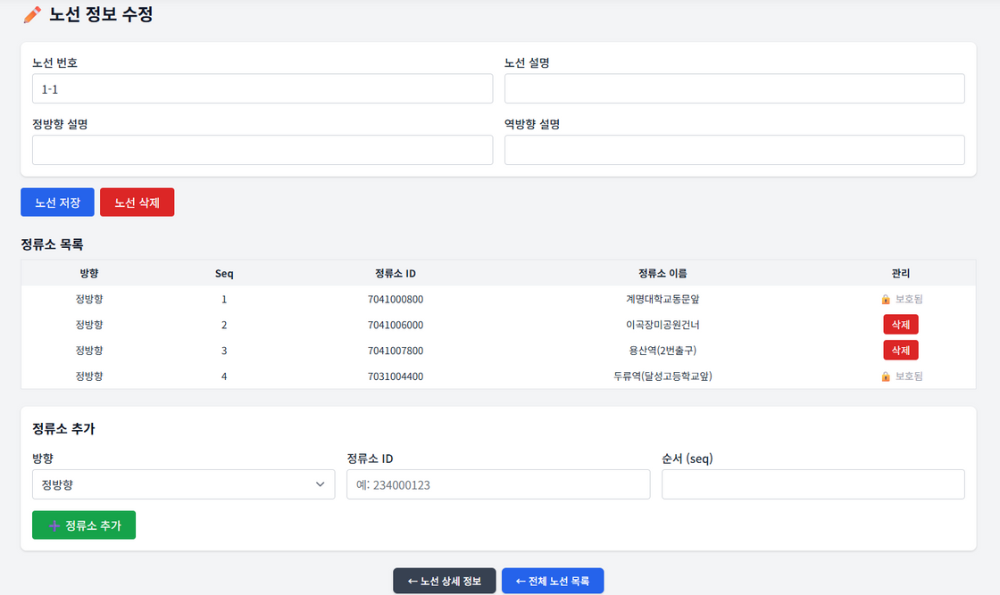 노선 정보 수정
노선 번호 노선 설명
1-1
정방향 설명 역방향 설명
노선 저장 노선 삭제
정류소 목록
방향 Seq 정류소 ID 정류소 이름 관리
정방향 1 7041000800 계명대학교동문앞 보호됨
정방향 2 7041006000 이곡장미공원건너 삭제
정방향 3 7041007800 용산역(2번출구) 삭제
정방향 4 7031004400 두류역(달성고등학교앞) 보호됨
정류소 추가
방향 정류소 ID 순서 (seq)
정방향 예: 234000123
+ 정류소 추가
← 노선 상세 정보 ← 전체 노선 목록